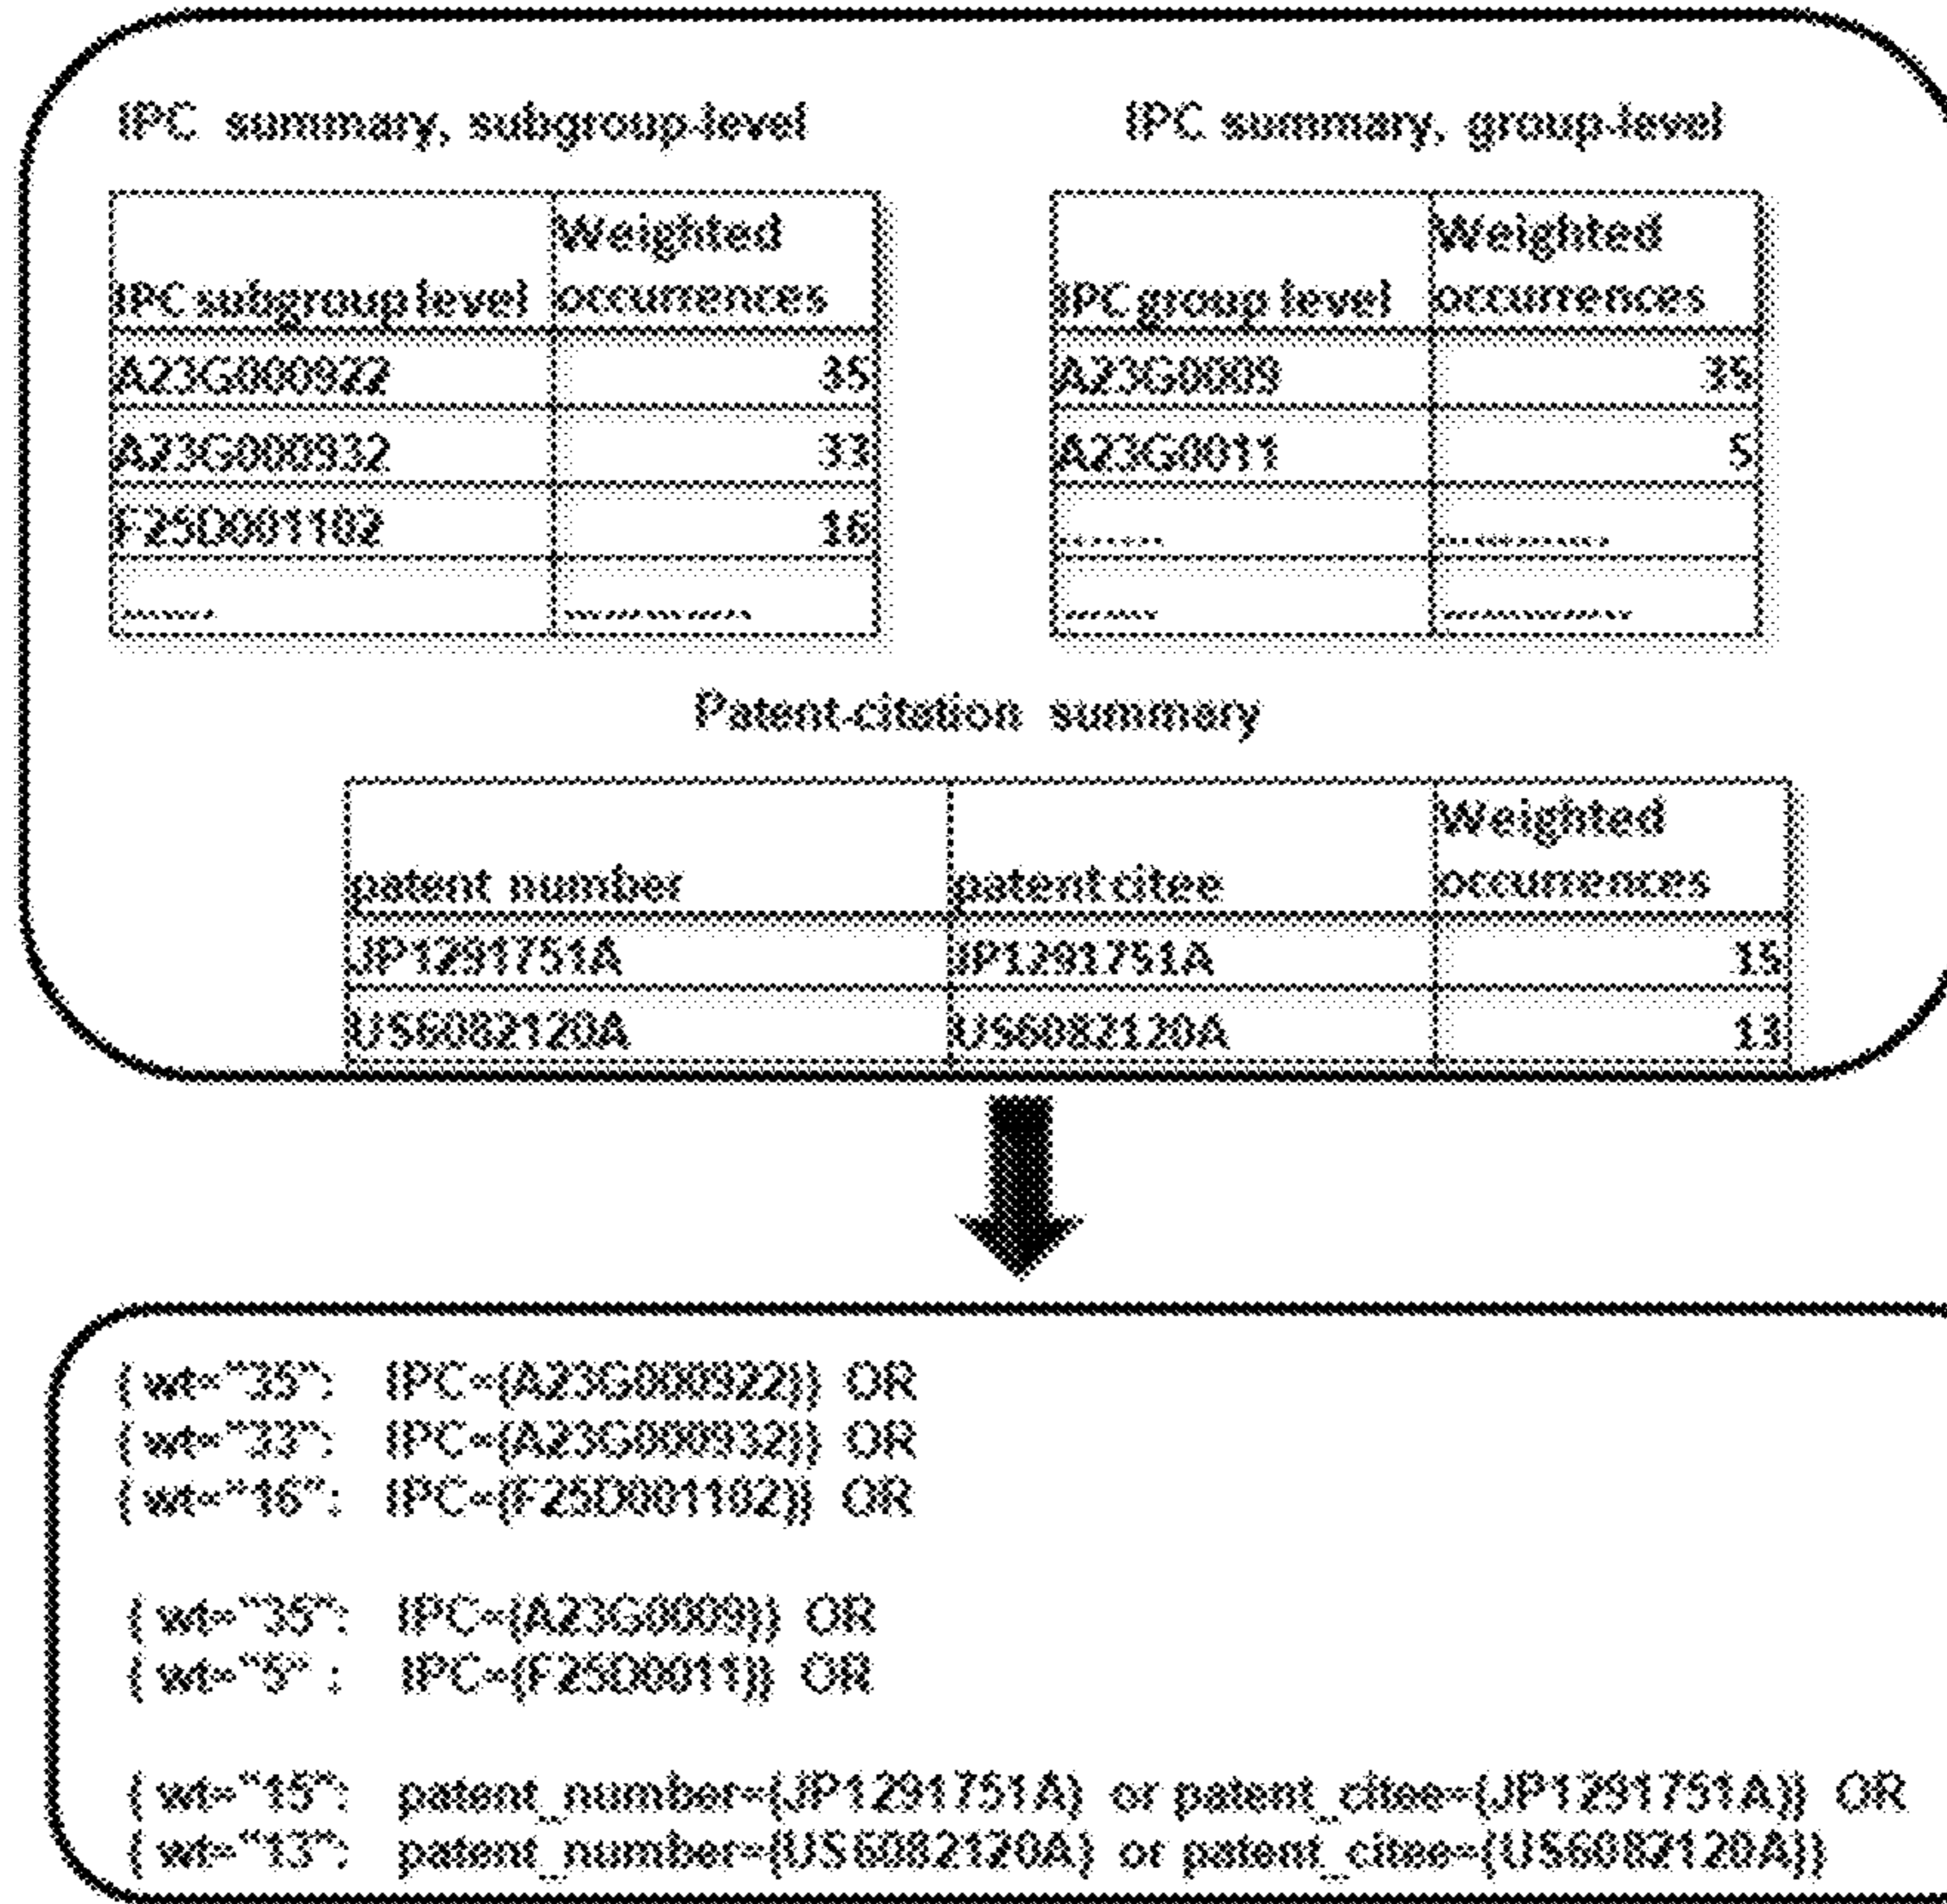 IPC summary, subgroup-level
IPC summary, group-level
IPC subgroup level Weighted occurrences
A23G000922 35
A23G000932 33
F25D001102 16
....... ..............
IPC group level Weighted occurrences
A23G0009 35
A23G0011 5
........ .............
....... ..............
Patent-citation summary
patent number patent citee Weighted occurrences
JP1291751A JP1291751A 15
US6082120A US6082120A 13
( wt="35": IPC=(A23G000922)) OR
( wt="33": IPC=(A23G000932)) OR
( wt="16": IPC=(F25D001102)) OR
( wt="35": IPC=(A23G0009)) OR
( wt="5" : IPC=(F25D0011)) OR
( wt="15": patent_number=(JP1291751A) or patent_citee=(JP1291751A)) OR
( wt="13": patent_number=(US6082120A) or patent_citee=(US6082120A))